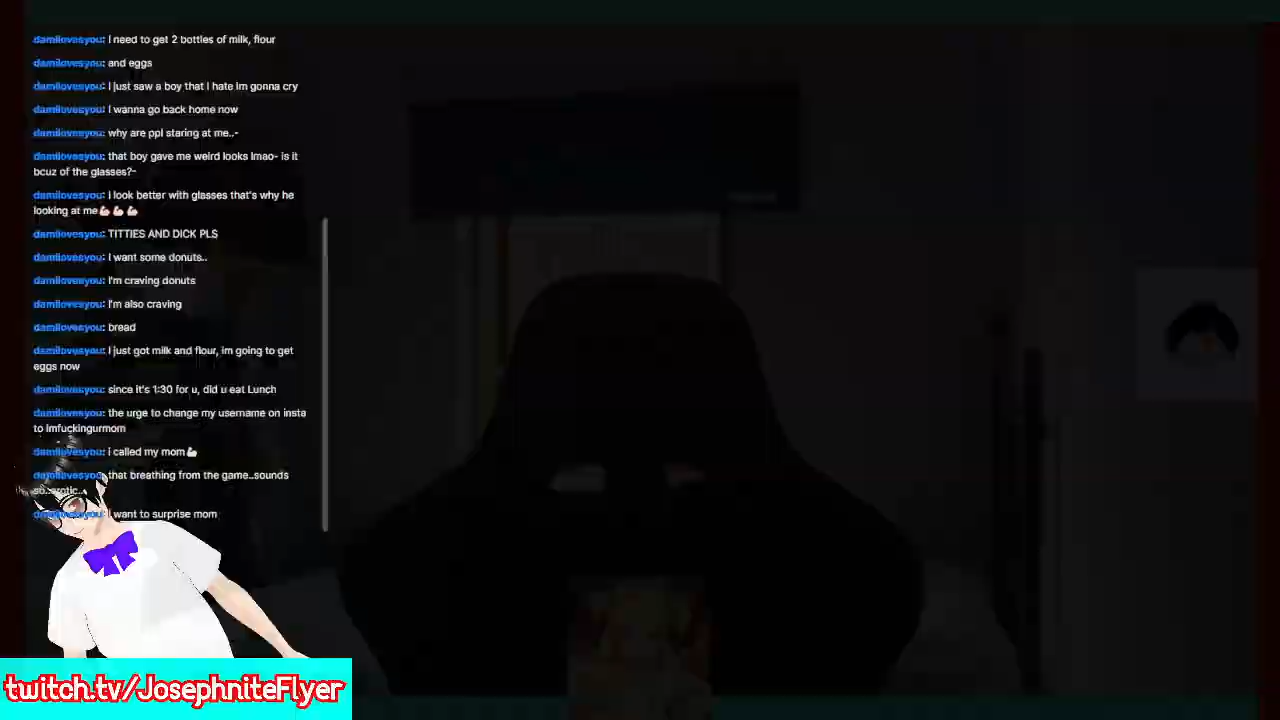 damilovesyou: I need to get 2 bottles of milk, flour
damilovesyou: and eggs
damilovesyou: I just saw a boy that I hate Im gonna cry
damilovesyou: I wanna go back home now
damilovesyou: why are ppl staring at me..-
damilovesyou: that boy gave me weird looks lmao- is it
bcuz of the glasses?-
damilovesyou: I look better with glasses that's why he
looking at me💪🏻💪🏻💪🏻
damilovesyou: TITTIES AND DICK PLS
damilovesyou: I want some donuts..
damilovesyou: I'm craving donuts
damilovesyou: I'm also craving
damilovesyou: bread
damilovesyou: I just got milk and flour, im going to get
eggs now
damilovesyou: since it's 1:30 for u, did u eat Lunch
damilovesyou: the urge to change my username on insta
to Imfuckingurmom
damilovesyou: i called my mom💪🏻
damilovesyou: that breathing from the game..sounds
so..erotic..
damilovesyou: I want to surprise mom
twitch.tv/JosephniteFlyer